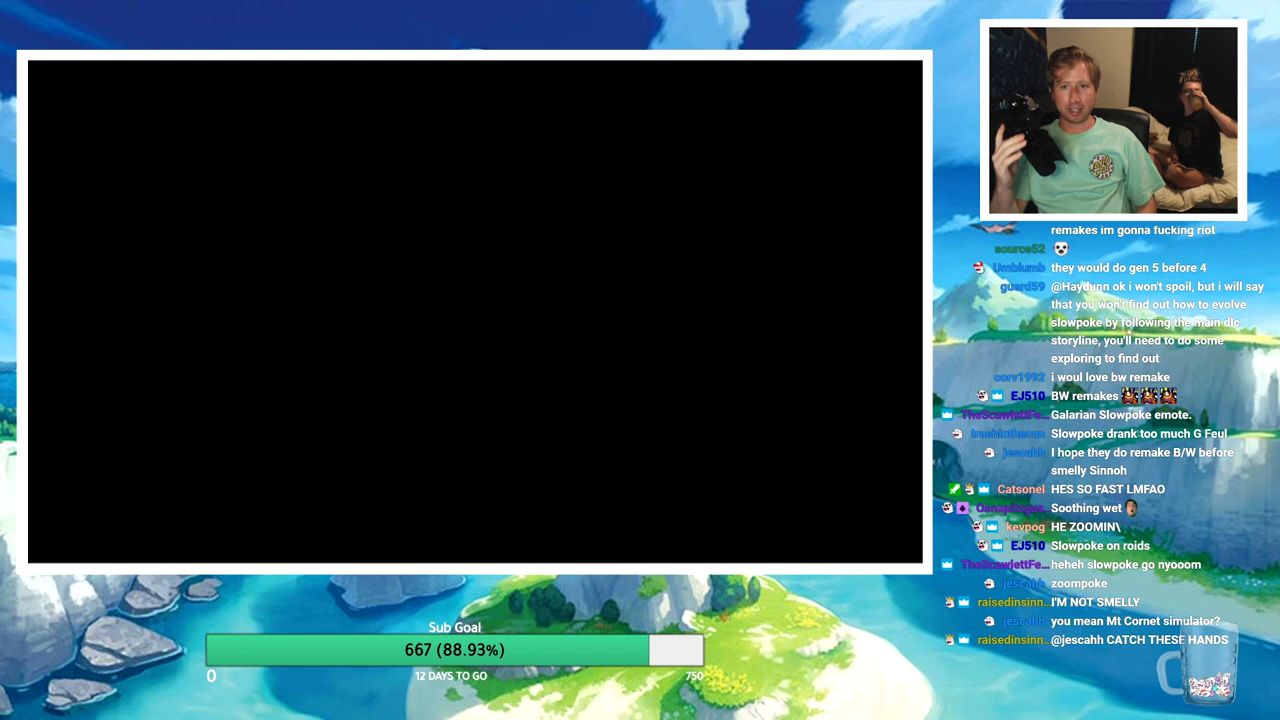 remakes im gonna fucking riot
source52
Umblumb they would do gen 5 before 4
guard59 @Haydunn ok i won't spoil, but i will say
that you won't find out how to evolve
slowpoke by following the main dlc
storyline, you'll need to do some
exploring to find out
corv1992 i woul love bw remake
EJ510 BW remakes
TheScawlettFe... Galarian Slowpoke emote.
trashinthecan Slowpoke drank too much G Feul
jescahh I hope they do remake B/W before
smelly Sinnoh
Catsonel HES SO FAST LMFAO
Soothing wet
kevpog HE ZOOMIN\
EJ510 Slowpoke on roids
TheScawlettFe... heheh slowpoke go nyooom
jescahh zoompoke
raisedinsinn... I'M NOT SMELLY
jescahh you mean Mt Cornet simulator?
raisedinsinn... @jescahh CATCH THESE HANDS
Sub Goal
667 (88.93%)
0 12 DAYS TO GO 750